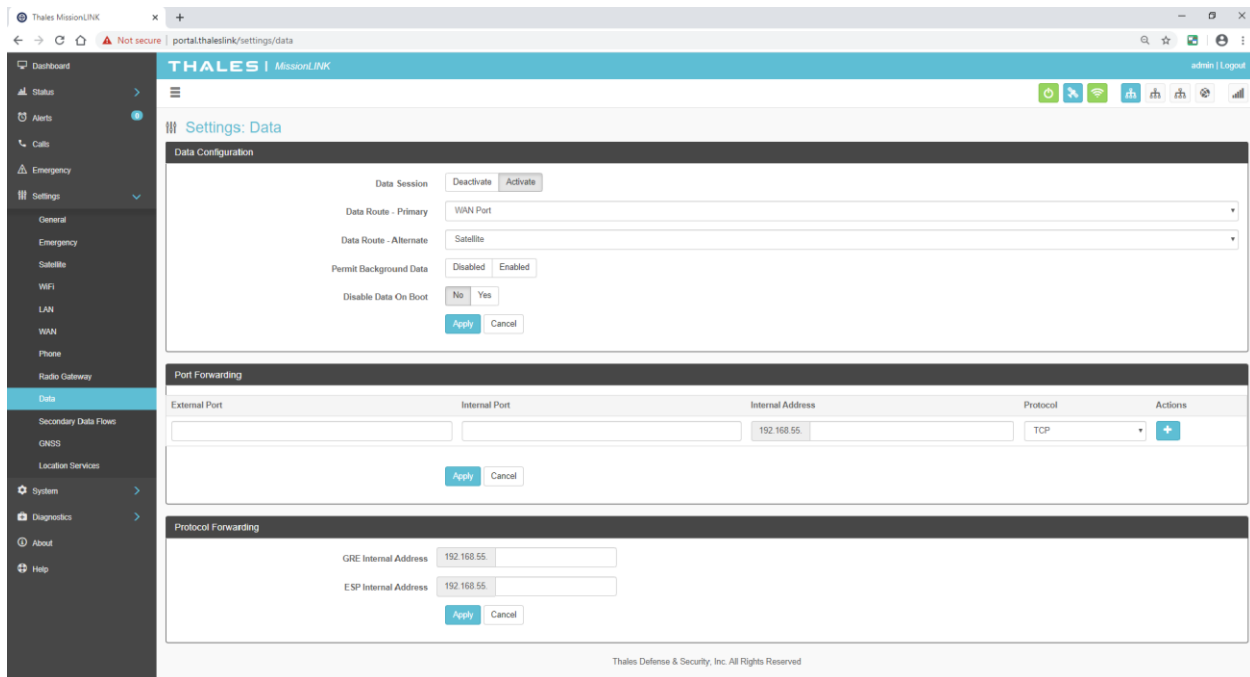 Thales MissionLINK
Not secure | portal.thaleslink/settings/data
Dashboard
THALES | MissionLINK
admin | Logout
Status
Alerts
0
Calls
Emergency
Settings
General
Emergency
Satellite
WiFi
LAN
WAN
Phone
Radio Gateway
Data
Secondary Data Flows
GNSS
Location Services
System
Diagnostics
About
Help
Settings: Data
Data Configuration
Data Session Deactivate Activate
Data Route - Primary WAN Port
Data Route - Alternate Satellite
Permit Background Data Disabled Enabled
Disable Data On Boot No Yes
Apply Cancel
Port Forwarding
External Port Internal Port Internal Address Protocol Actions
192.168.55. TCP
Apply Cancel
Protocol Forwarding
GRE Internal Address 192.168.55.
ESP Internal Address 192.168.55.
Apply Cancel
Thales Defense & Security, Inc. All Rights Reserved